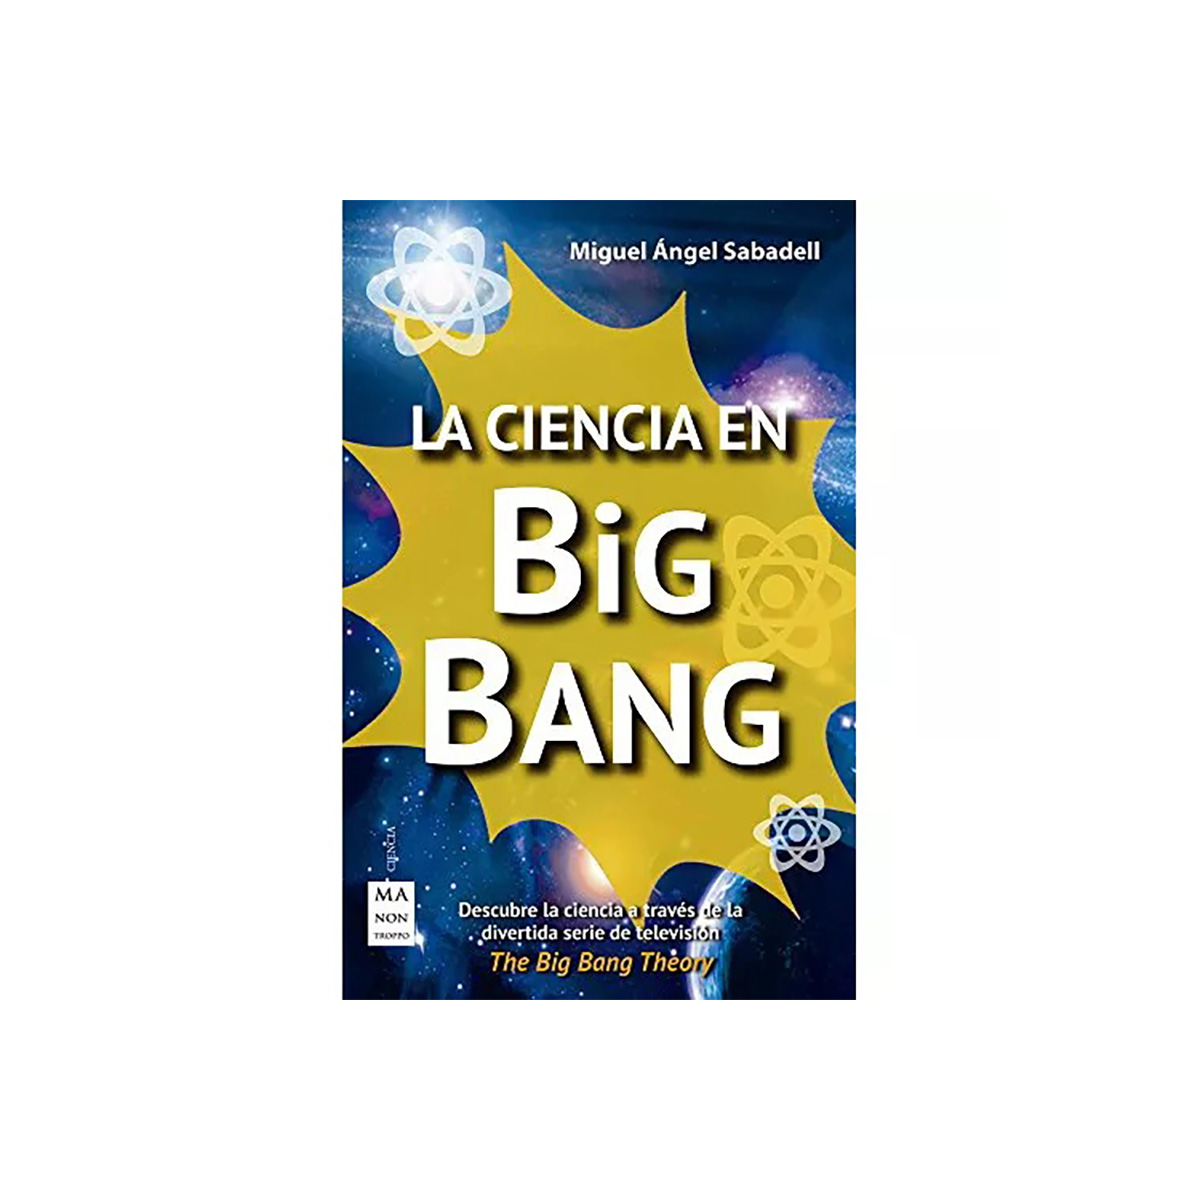 Miguel Ángel Sabadell
LA CIENCIA EN
BiG
BANG
CIENCIA
MA
NON
TROPPO
Descubre la ciencia a través de la
divertida serie de televisión
The Big Bang Theory